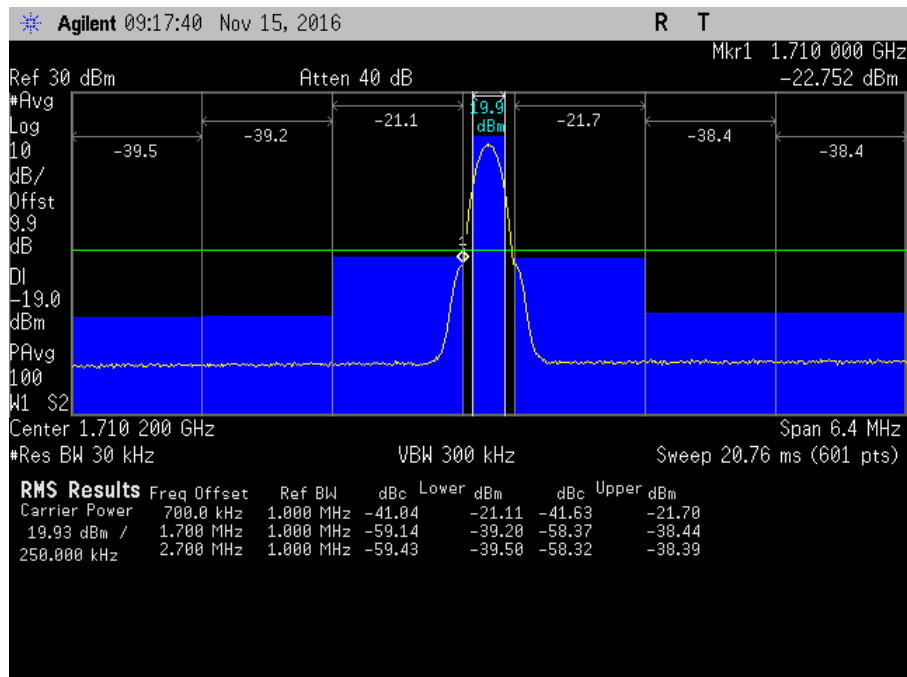 Agilent 09:17:40 Nov 15, 2016 R T
Mkr1 1.710 000 GHz
Ref 30 dBm Atten 40 dB -22.752 dBm
#Avg
Log
10
dB/
Offst
9.9
dB
DI
-19.0
dBm
PAvg
100
W1 S2
-39.5
-39.2
-21.1
19.9
dBm
-21.7
-38.4
-38.4
1
Center 1.710 200 GHz Span 6.4 MHz
#Res BW 30 kHz VBW 300 kHz Sweep 20.76 ms (601 pts)
RMS Results Freq Offset Ref BW dBc Lower dBm dBc Upper dBm
Carrier Power 700.0 kHz 1.000 MHz -41.04 -21.11 -41.63 -21.70
19.93 dBm / 1.700 MHz 1.000 MHz -59.14 -39.20 -58.37 -38.44
250.000 kHz 2.700 MHz 1.000 MHz -59.43 -39.50 -58.32 -38.39